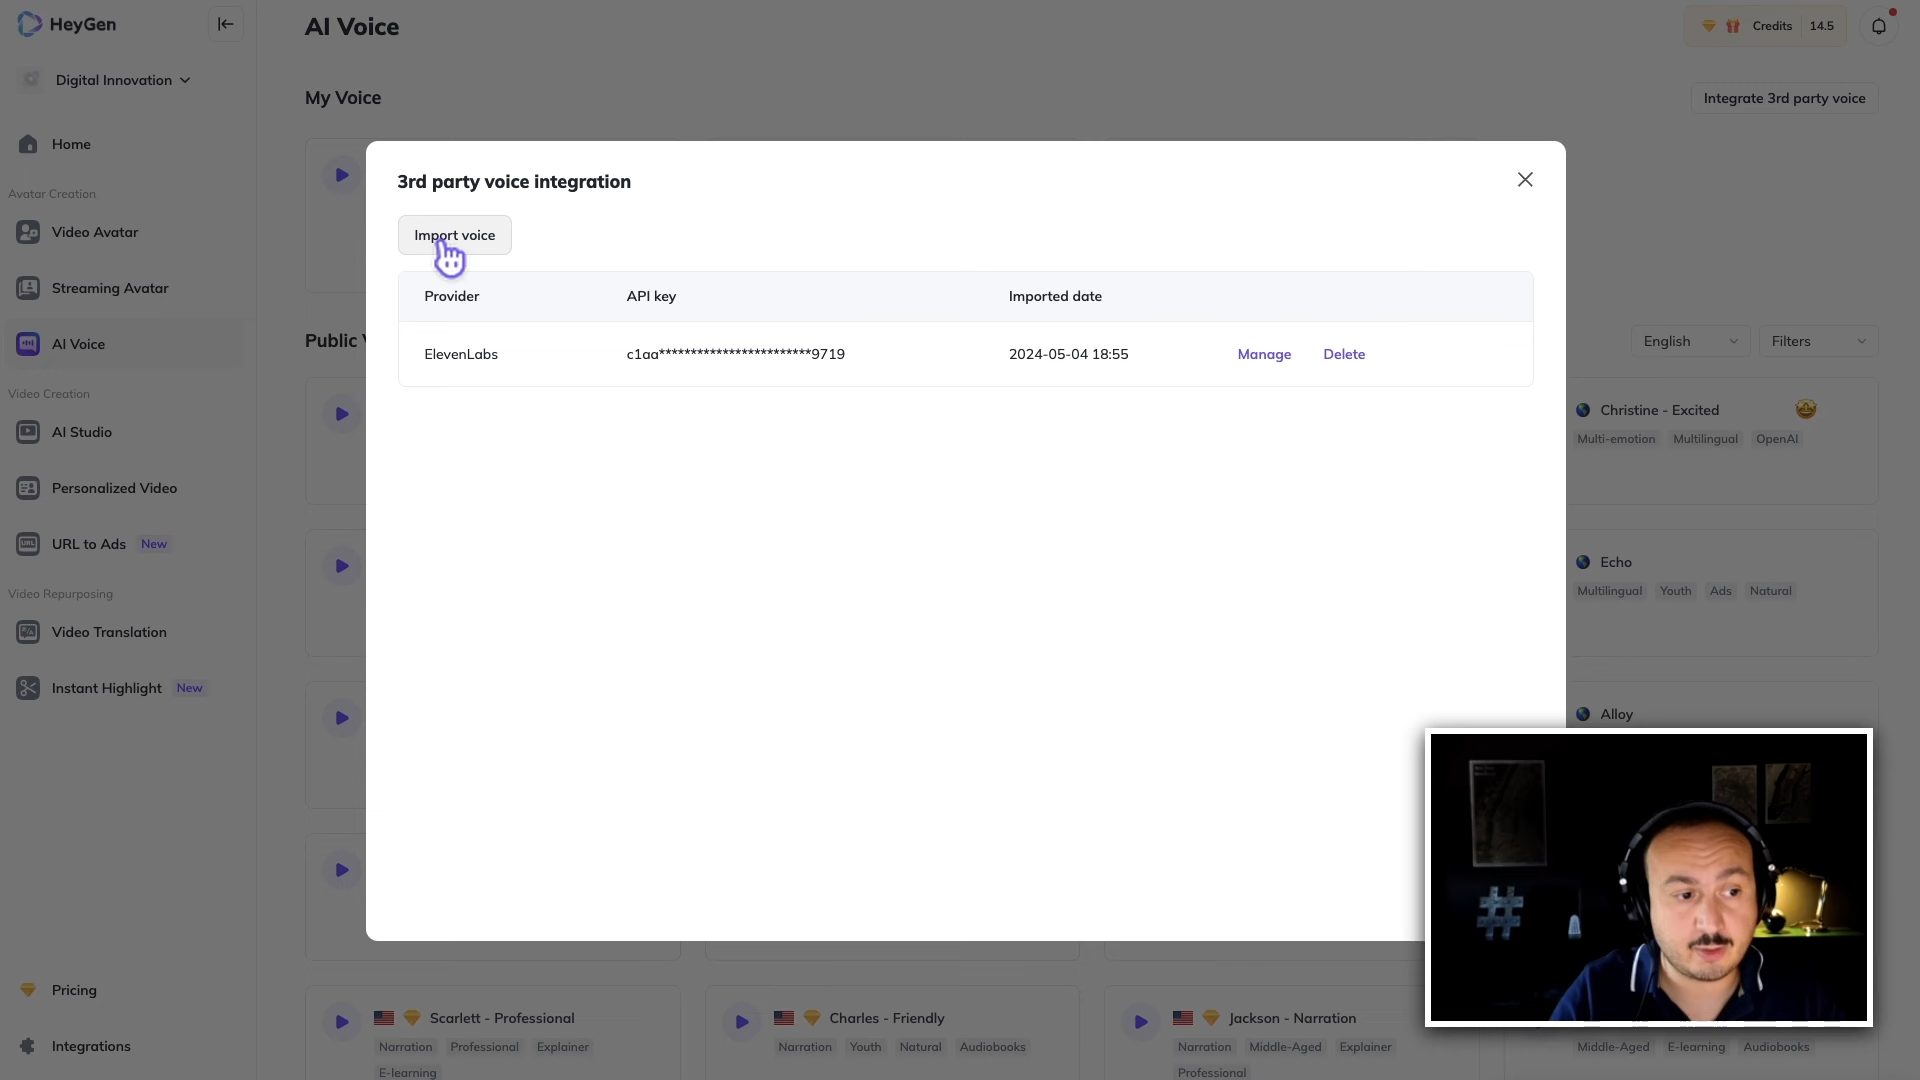 HeyGen
AI Voice
Credits 14.5
Digital Innovation
My Voice
Integrate 3rd party voice
Home
Avatar Creation
Video Avatar
Streaming Avatar
AI Voice
Video Creation
AI Studio
Personalized Video
URL to Ads New
Video Repurposing
Video Translation
Instant Highlight New
Pricing
Integrations
3rd party voice integration
Import voice
Provider API key Imported date
ElevenLabs c1aa************************9719 2024-05-04 18:55 Manage Delete
Public
English Filters
Christine - Excited
Multi-emotion Multilingual OpenAI
Echo
Multilingual Youth Ads Natural
Alloy
Scarlett - Professional
Narration Professional Explainer
E-learning
Charles - Friendly
Narration Youth Natural Audiobooks
Jackson - Narration
Narration Middle-Aged Explainer
Professional
Middle-Aged E-learning Audiobooks